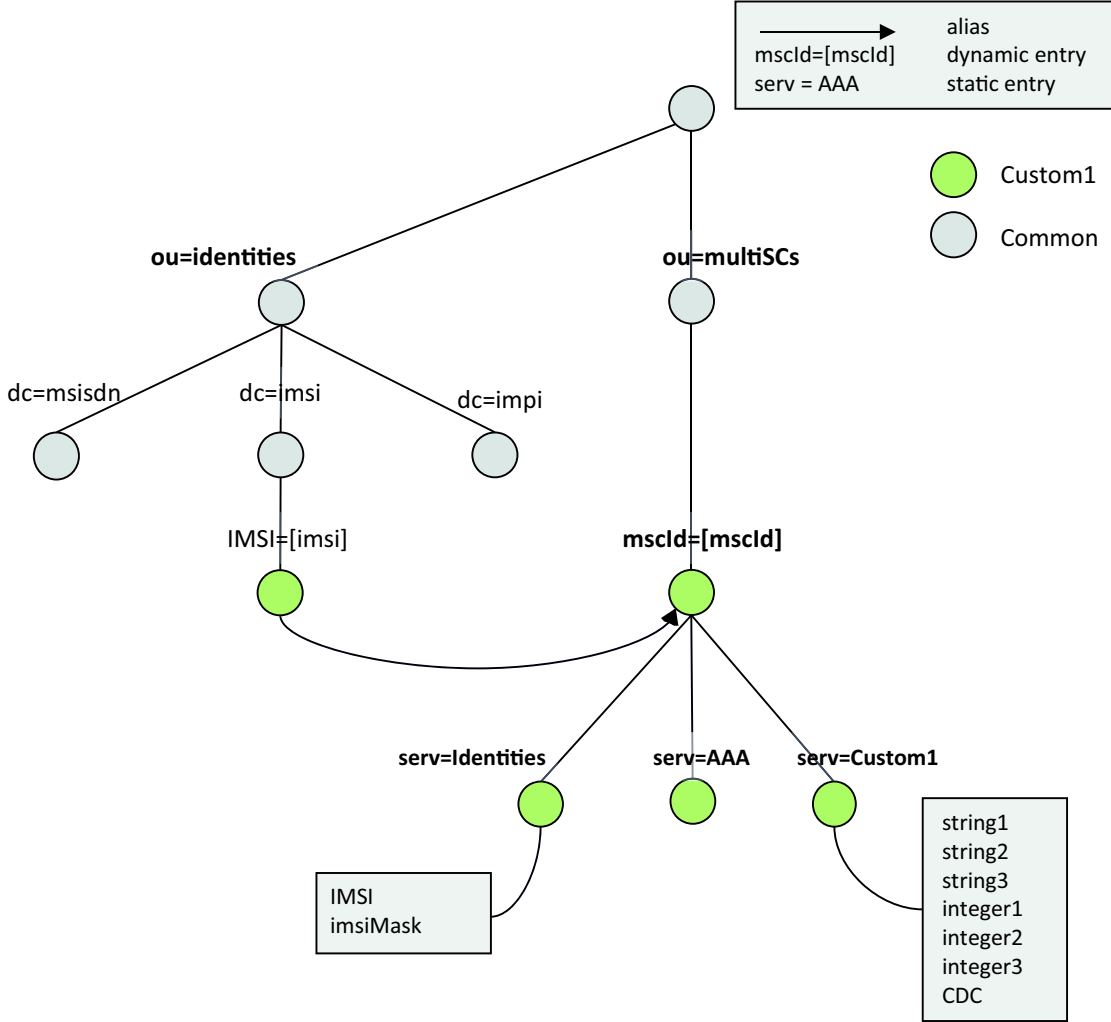 alias
mscId=[mscId] dynamic entry
serv = AAA static entry
Custom1
Common
ou=identities
ou=multiSCs
dc=msisdn
dc=imsi
dc=impi
IMSI=[imsi]
mscId=[mscId]
serv=Identities
serv=AAA
serv=Custom1
IMSI
imsiMask
string1
string2
string3
integer1
integer2
integer3
CDC